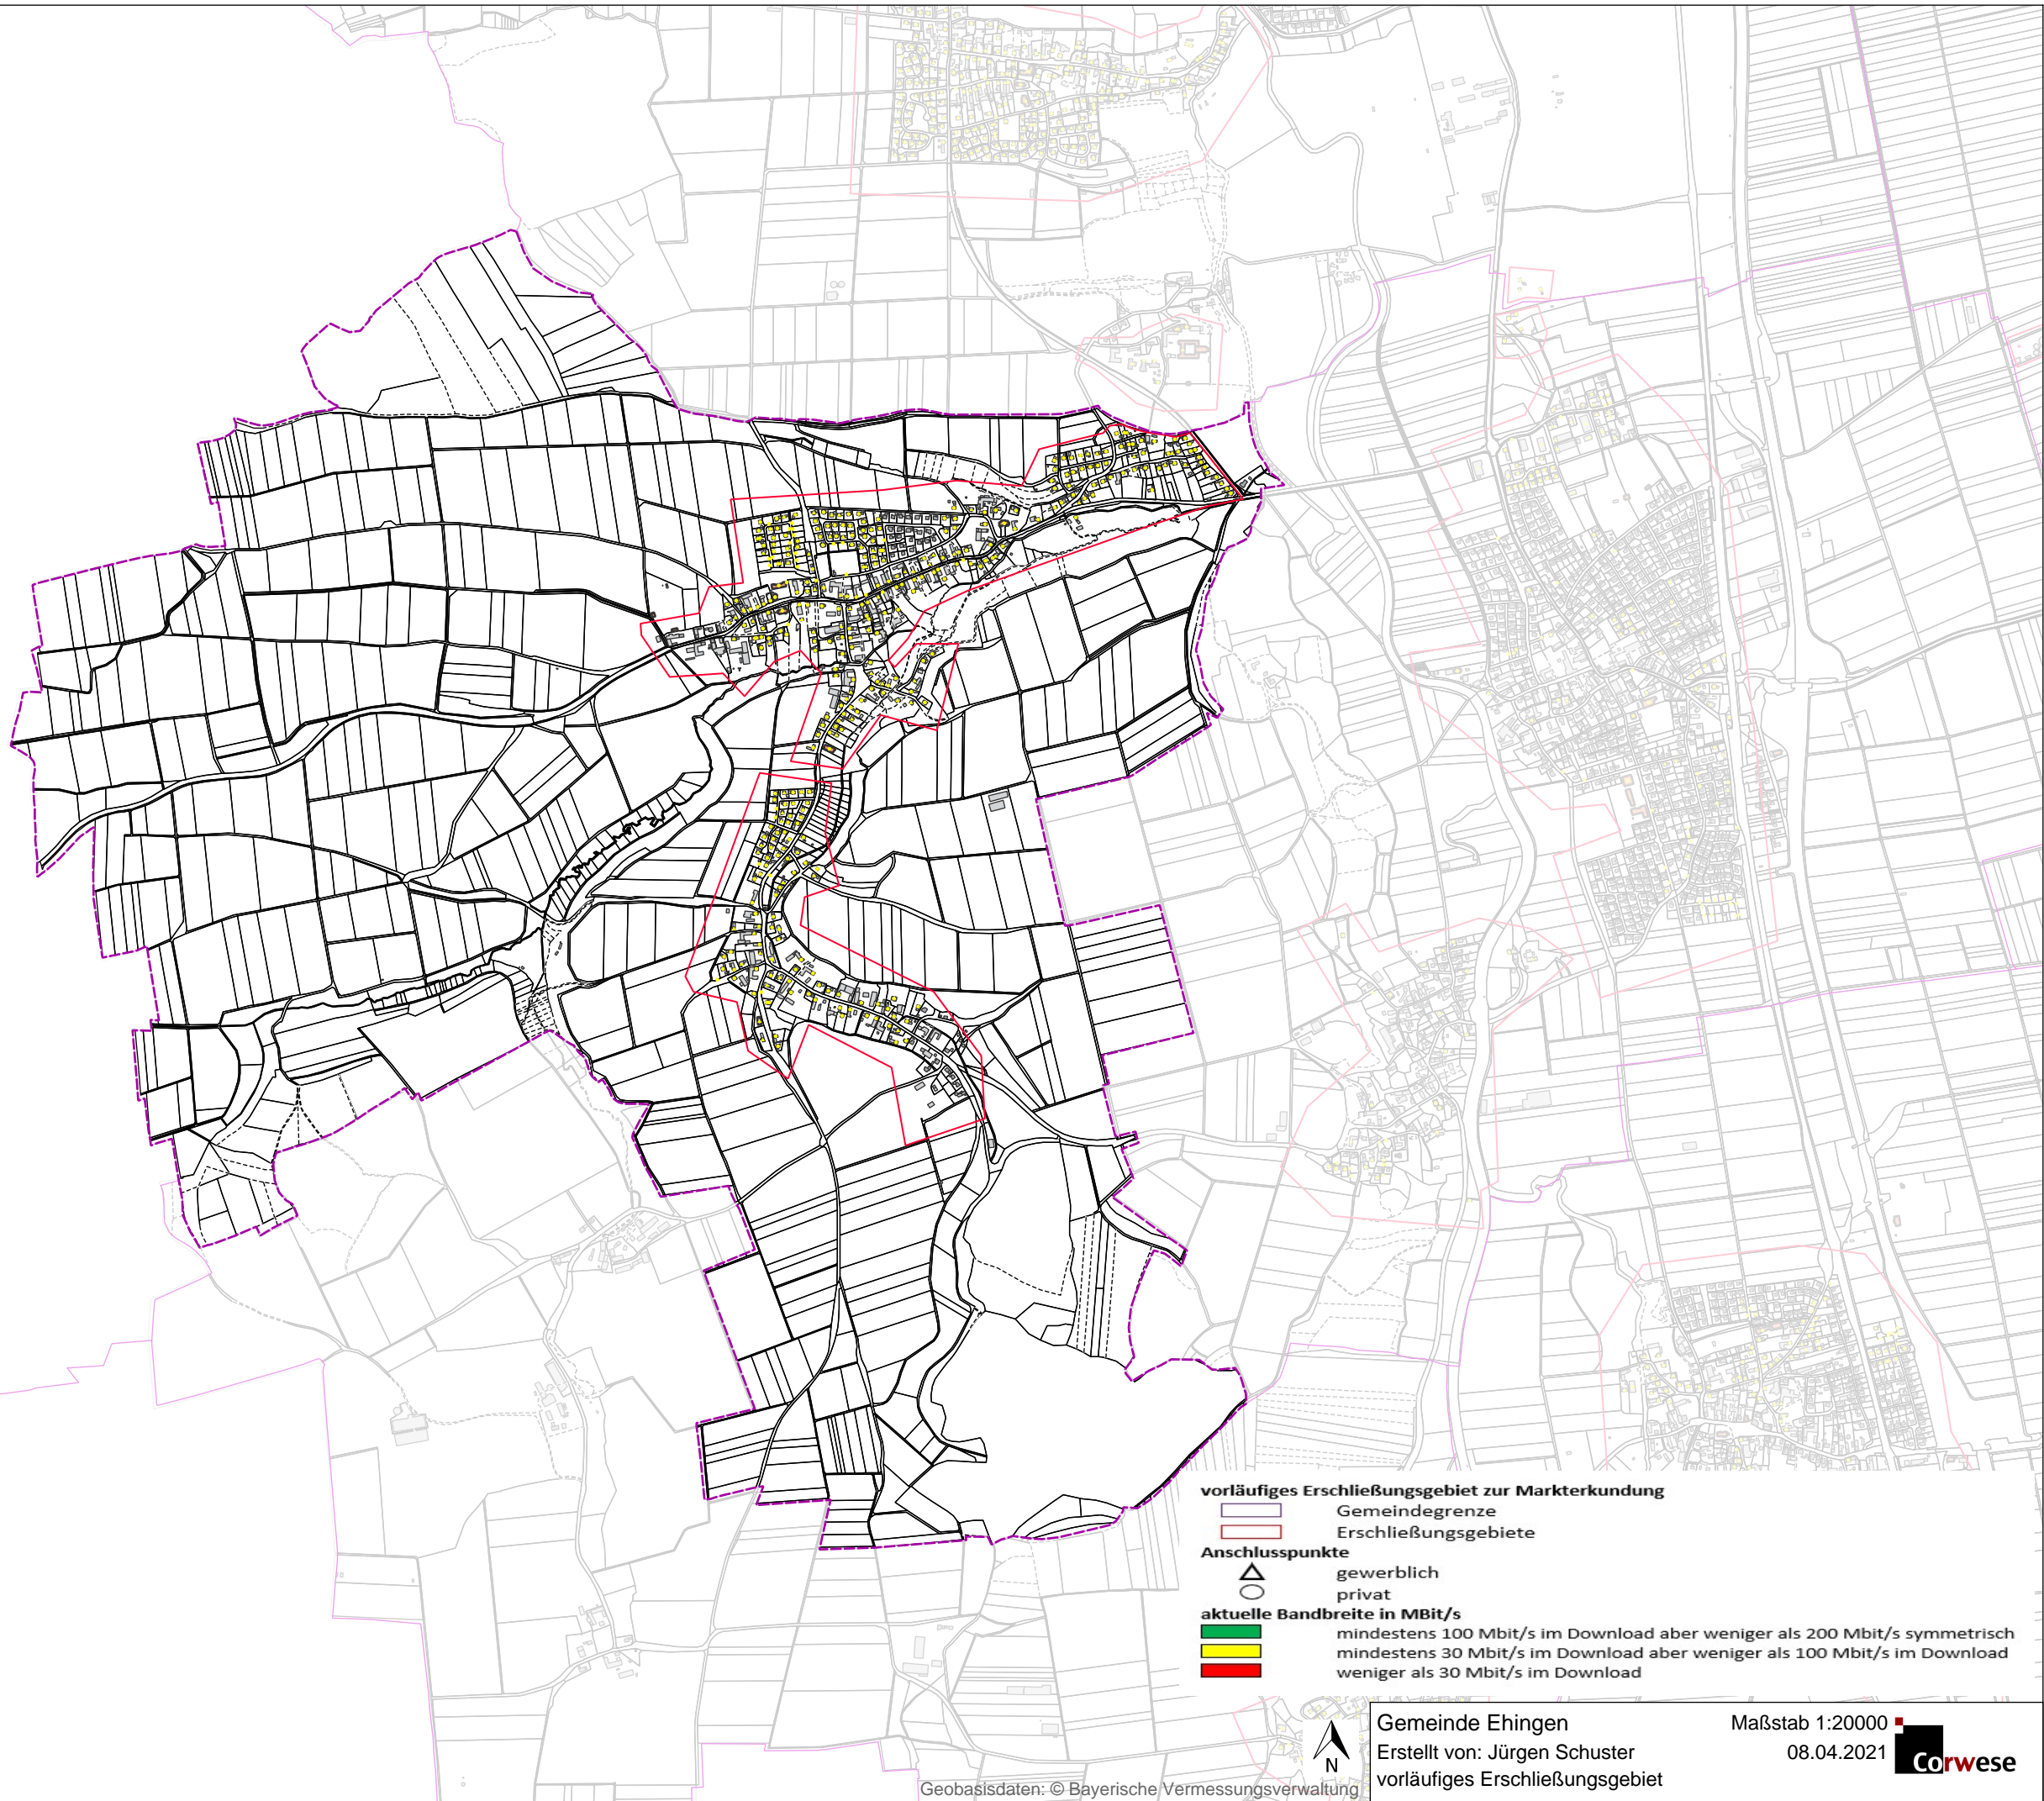 vorläufiges Erschließungsgebiet zur Markterkundung
Gemeindegrenze
Erschließungsgebiete
Anschlusspunkte
gewerblich
privat
aktuelle Bandbreite in MBit/s
mindestens 100 Mbit/s im Download aber weniger als 200 Mbit/s symmetrisch
mindestens 30 Mbit/s im Download aber weniger als 100 Mbit/s im Download
weniger als 30 Mbit/s im Download
N
Geobasisdaten: © Bayerische Vermessungsverwaltung
Gemeinde Ehingen
Erstellt von: Jürgen Schuster
vorläufiges Erschließungsgebiet
Maßstab 1:20000
08.04.2021
Corwese